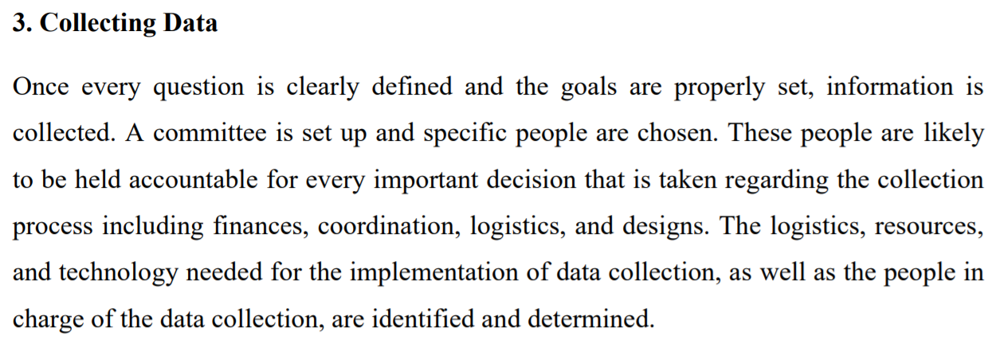 3. Collecting Data
Once every question is clearly defined and the goals are properly set, information is
collected. A committee is set up and specific people are chosen. These people are likely
to be held accountable for every important decision that is taken regarding the collection
process including finances, coordination, logistics, and designs. The logistics, resources,
and technology needed for the implementation of data collection, as well as the people in
charge of the data collection, are identified and determined.